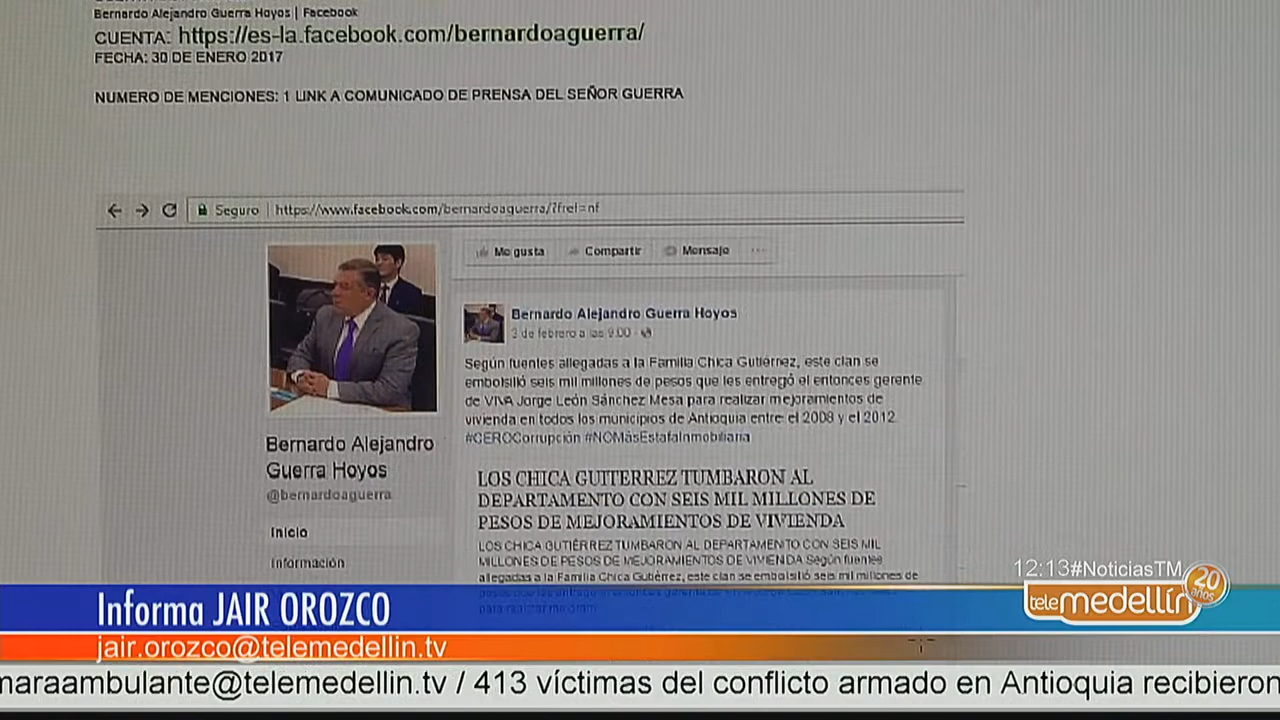 Bernardo Alejandro Guerra Hoyos | Facebook
CUENTA: https://es-la.facebook.com/bernardoaguerra/
FECHA: 30 DE ENERO 2017
NUMERO DE MENCIONES: 1 LINK A COMUNICADO DE PRENSA DEL SEÑOR GUERRA
Seguro | https://www.facebook.com/bernardoaguerra/?fref=nf
Me gusta Compartir Mensaje ...
Bernardo Alejandro Guerra Hoyos
3 de febrero a las 9:00 ·
Según fuentes allegadas a la Familia Chica Gutiérrez, este clan se
embolsilló seis mil millones de pesos que les entregó el entonces gerente
de VIVA Jorge León Sánchez Mesa para realizar mejoramientos de
vivienda en todos los municipios de Antioquia entre el 2008 y el 2012.
#CEROCorrupción #NOMásEstafaInmobiliaria
Bernardo Alejandro
Guerra Hoyos
@bernardoaguerra
Inicio
Información
LOS CHICA GUITERREZ TUMBARON AL
DEPARTAMENTO CON SEIS MIL MILLONES DE
PESOS DE MEJORAMIENTOS DE VIVIENDA
LOS CHICA GUTIÉRREZ TUMBARON AL DEPARTAMENTO CON SEIS MIL
MILLONES DE PESOS DE MEJORAMIENTOS DE VIVIENDA Según fuentes
allegadas a la Familia Chica Gutiérrez, este clan se embolsiló seis mil millones de
12:13 #NoticiasTM
telemedellín
20 años
Informa JAIR OROZCO
jair.orozco@telemedellin.tv
maraambulante@telemedellin.tv / 413 víctimas del conflicto armado en Antioquia recibieron